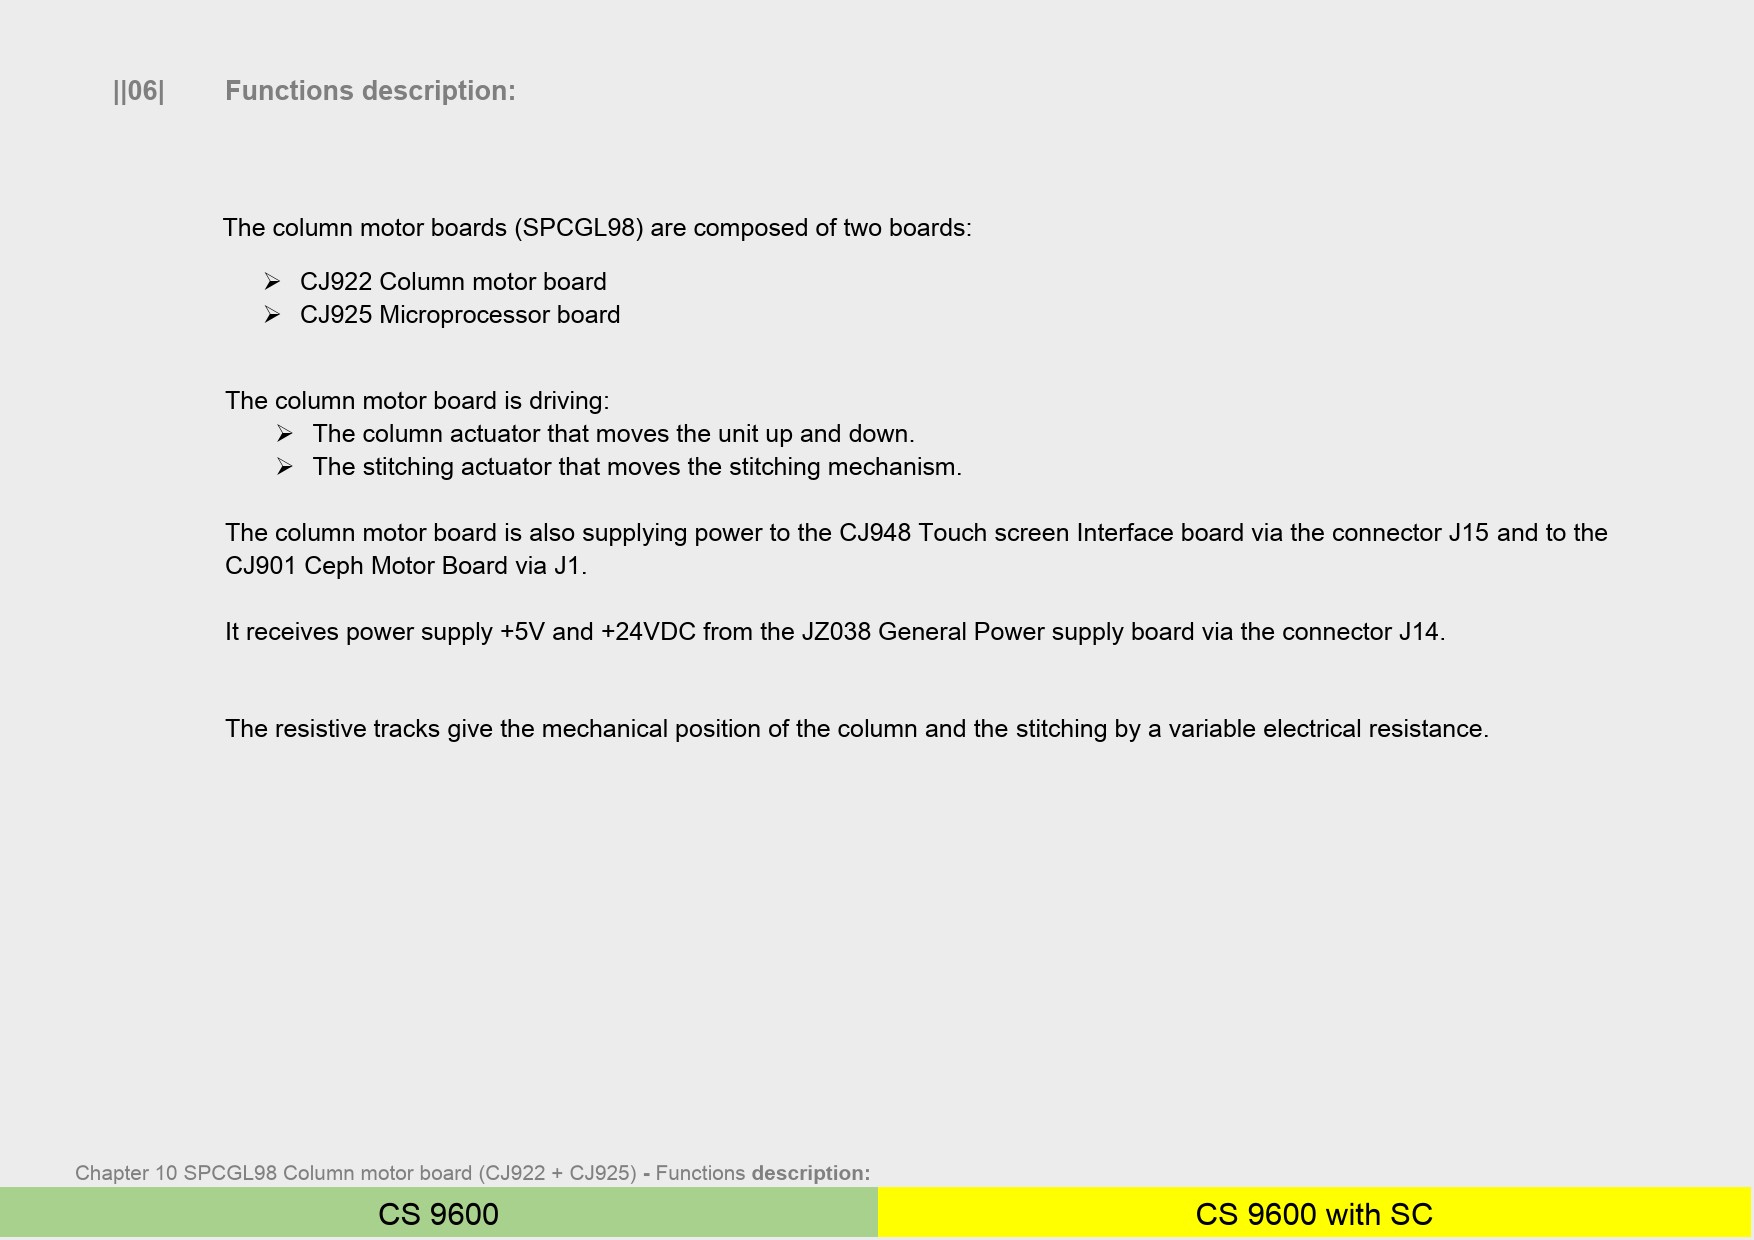 ||06| Functions description:
The column motor boards (SPCGL98) are composed of two boards:
➢ CJ922 Column motor board
➢ CJ925 Microprocessor board
The column motor board is driving:
➢ The column actuator that moves the unit up and down.
➢ The stitching actuator that moves the stitching mechanism.
The column motor board is also supplying power to the CJ948 Touch screen Interface board via the connector J15 and to the
CJ901 Ceph Motor Board via J1.
It receives power supply +5V and +24VDC from the JZ038 General Power supply board via the connector J14.
The resistive tracks give the mechanical position of the column and the stitching by a variable electrical resistance.
Chapter 10 SPCGL98 Column motor board (CJ922 + CJ925) - Functions description:
CS 9600
CS 9600 with SC